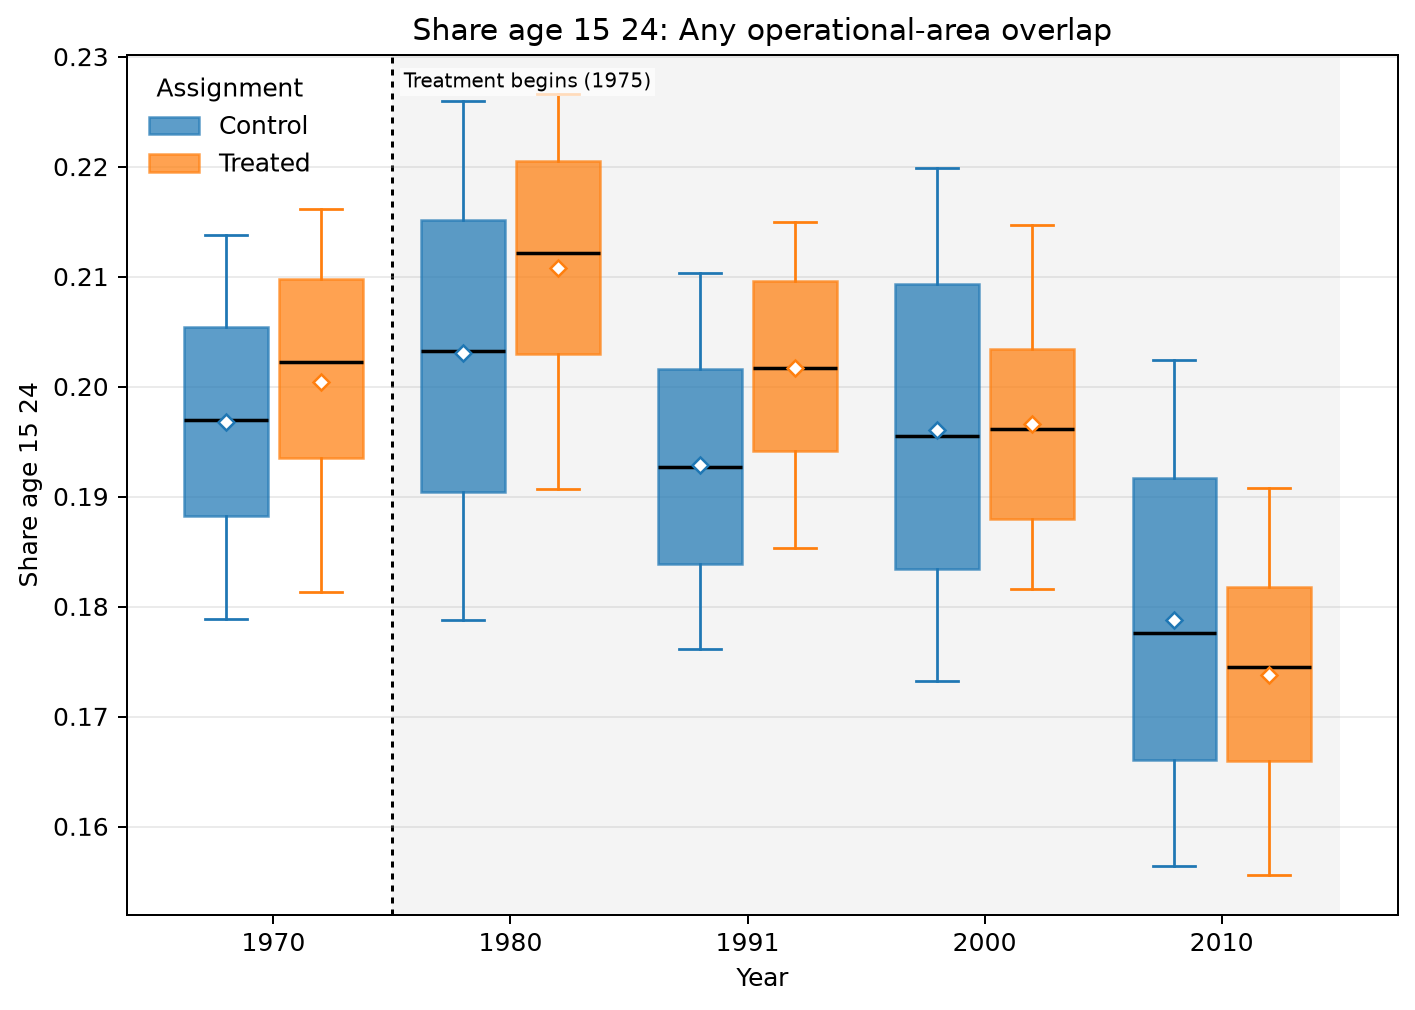 Share age 15 24: Any operational-area overlap
0.23
0.22
0.21
0.20
0.19
0.18
0.17
0.16
Share age 15 24
Assignment
Control
Treated
Treatment begins (1975)
1970
1980
1991
2000
2010
Year